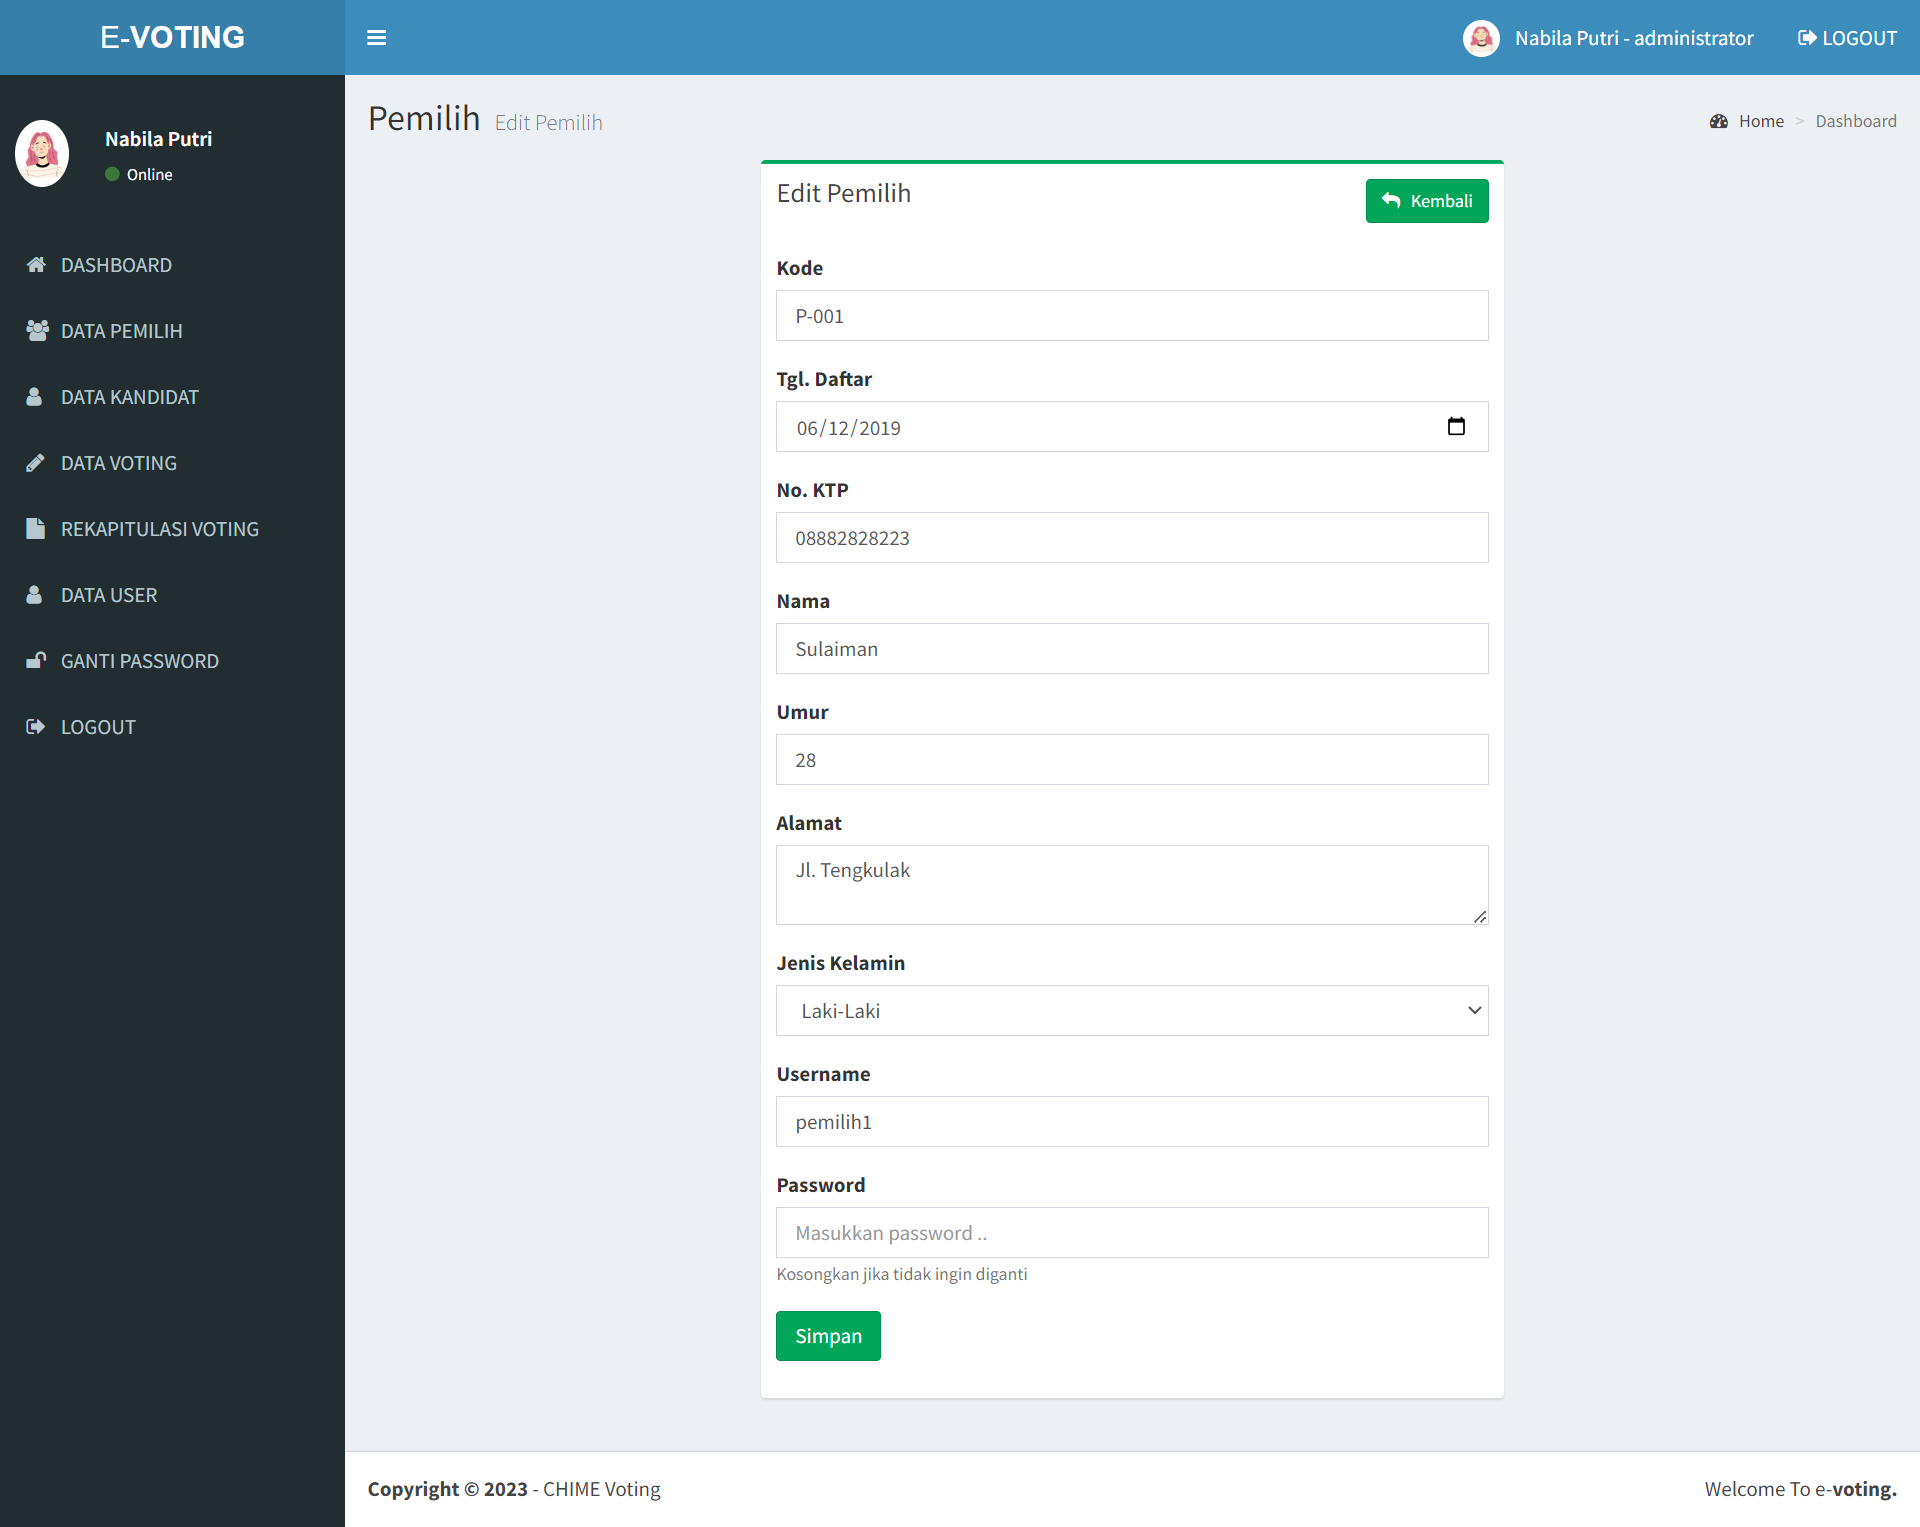 E-VOTING
Nabila Putri - administrator
LOGOUT
Nabila Putri
Online
DASHBOARD
DATA PEMILIH
DATA KANDIDAT
DATA VOTING
REKAPITULASI VOTING
DATA USER
GANTI PASSWORD
LOGOUT
Pemilih Edit Pemilih
Home > Dashboard
Edit Pemilih
Kembali
Kode
P-001
Tgl. Daftar
06/12/2019
No. KTP
08882828223
Nama
Sulaiman
Umur
28
Alamat
Jl. Tengkulak
Jenis Kelamin
Laki-Laki
Username
pemilih1
Password
Masukkan password ..
Kosongkan jika tidak ingin diganti
Simpan
Copyright © 2023 - CHIME Voting
Welcome To e-voting.